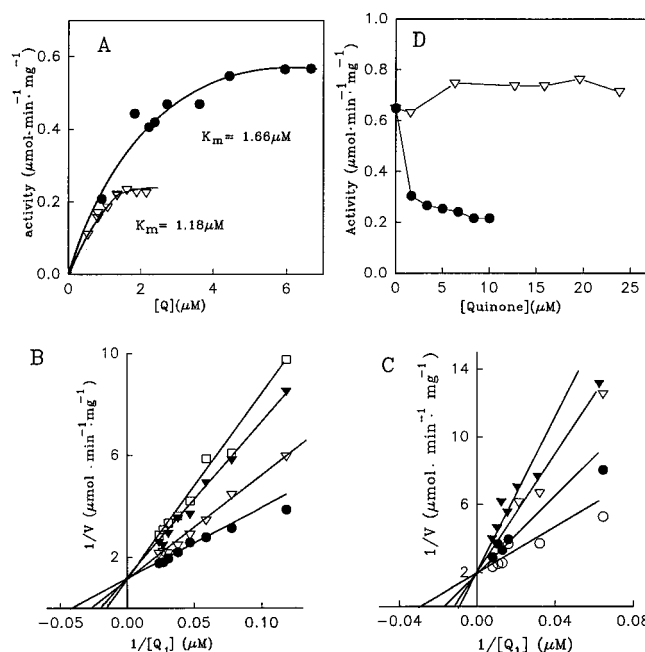 A
activity (μmol·min⁻¹mg⁻¹)
0.6
0.4
0.2
0.0
Kₘ= 1.66μM
Kₘ= 1.18μM
0 2 4 6
[Q](μM)
D
Activity (μmol·min⁻¹·mg⁻¹)
1.0
0.8
0.6
0.4
0.2
0.0
0 5 10 15 20 25
[Quinone](μM)
B
1/V (μmol · min⁻¹mg⁻¹)
10
6
2
−0.05 0.00 0.05 0.10
1/[Q₁] (μM)
C
1/V (μmol. min⁻¹ mg⁻¹)
14
10
6
2
−0.04 0.00 0.04 0.08
1/[Q₁] (μM)